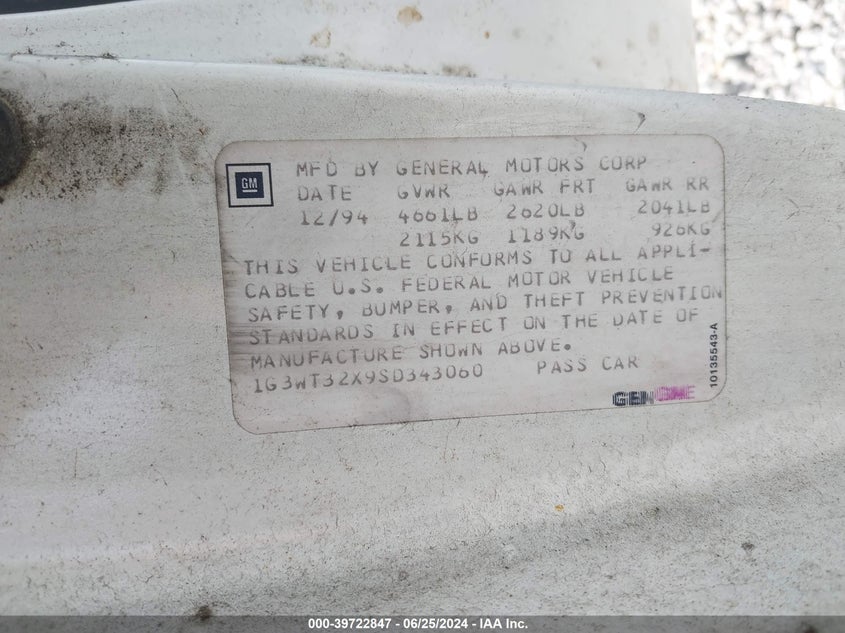 GM
MFD BY GENERAL MOTORS CORP
DATE GVWR GAWR FRT GAWR RR
12/94 4661LB 2620LB 2041LB
2115KG 1189KG 926KG
THIS VEHICLE CONFORMS TO ALL APPLI-
CABLE U.S. FEDERAL MOTOR VEHICLE
SAFETY, BUMPER, AND THEFT PREVENTION
STANDARDS IN EFFECT ON THE DATE OF
MANUFACTURE SHOWN ABOVE.
1G3WT32X9SD343060 PASS CAR
GENUINE
10135543-A
000-39722847 - 06/25/2024 - IAA Inc.